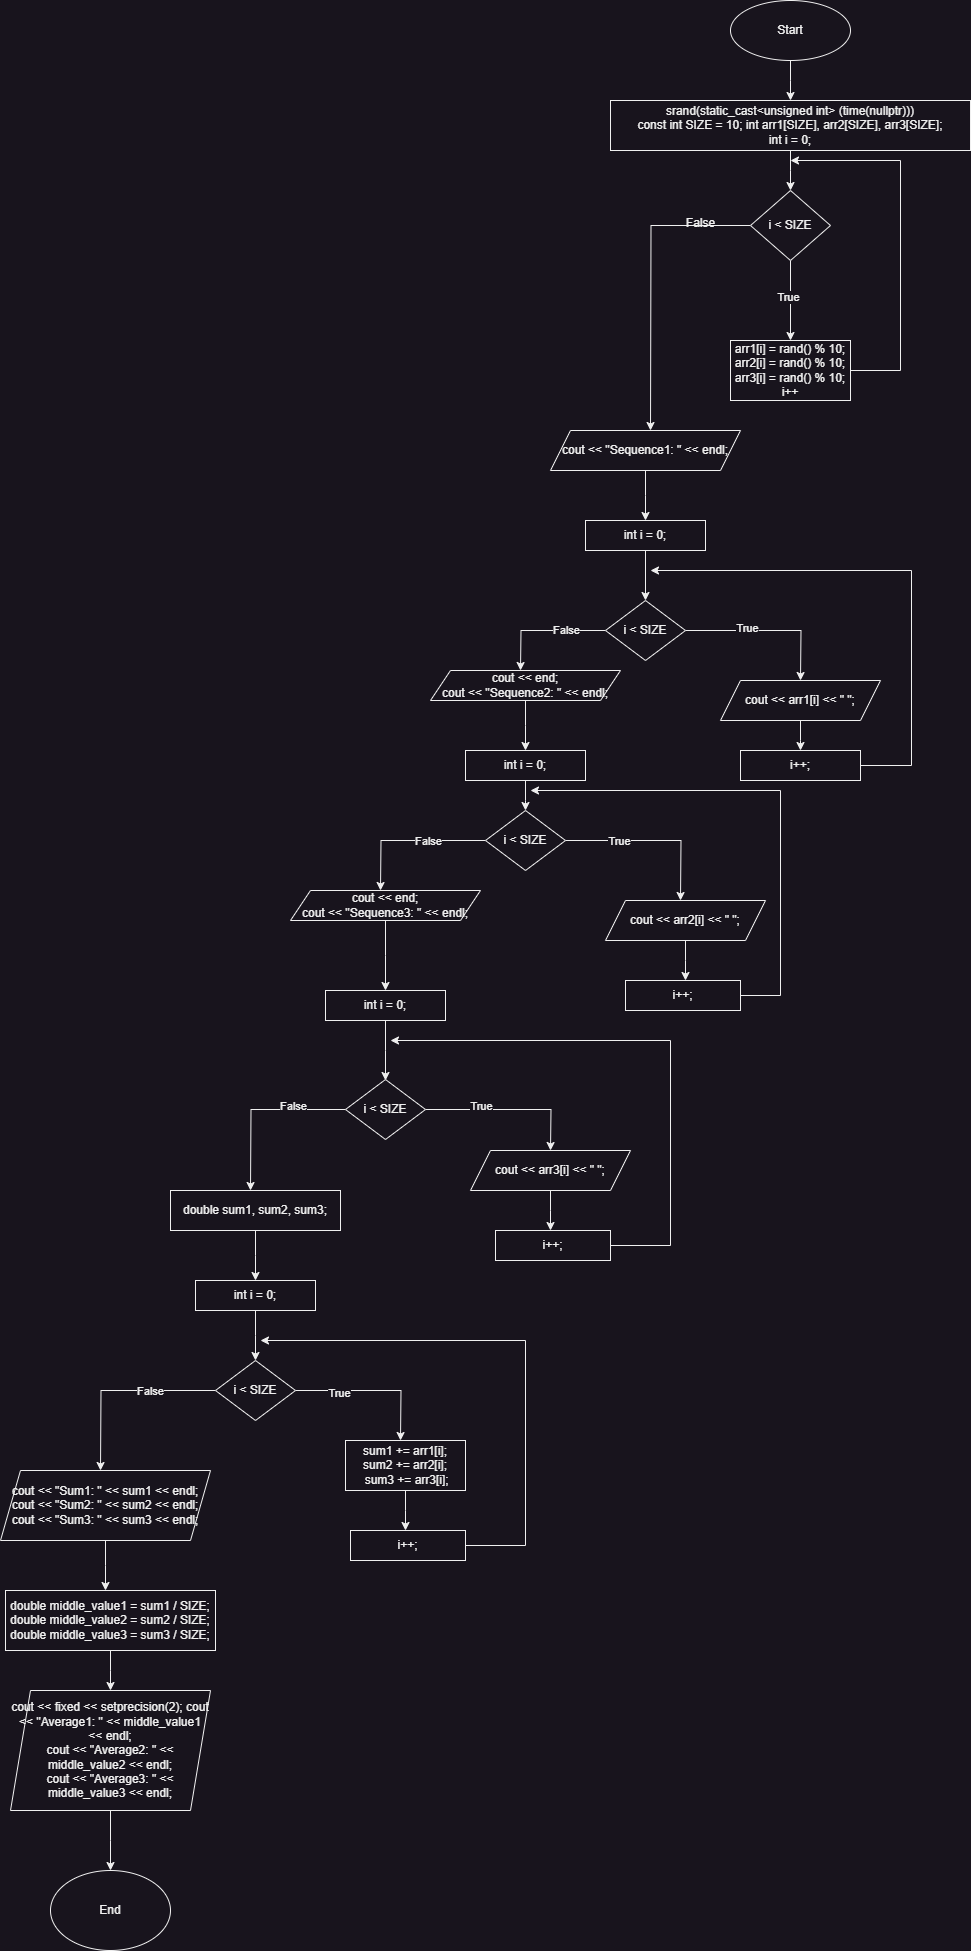 Start
srand(static_cast<unsigned int> (time(nullptr)))
const int SIZE = 10; int arr1[SIZE], arr2[SIZE], arr3[SIZE];
int i = 0;
i < SIZE
False
True
arr1[i] = rand() % 10;
arr2[i] = rand() % 10;
arr3[i] = rand() % 10;
i++
cout << "Sequence1: " << endl;
int i = 0;
i < SIZE
False
True
cout << end;
cout << "Sequence2: " << endl;
cout << arr1[i] << " ";
int i = 0;
i++;
i < SIZE
False
True
cout << end;
cout << "Sequence3: " << endl;
cout << arr2[i] << " ";
i++;
int i = 0;
i < SIZE
False
True
cout << arr3[i] << " ";
double sum1, sum2, sum3;
i++;
int i = 0;
i < SIZE
False
True
sum1 += arr1[i];
sum2 += arr2[i];
sum3 += arr3[i];
cout << "Sum1: " << sum1 << endl;
cout << "Sum2: " << sum2 << endl;
cout << "Sum3: " << sum3 << endl;
i++;
double middle_value1 = sum1 / SIZE;
double middle_value2 = sum2 / SIZE;
double middle_value3 = sum3 / SIZE;
cout << fixed << setprecision(2); cout
<< "Average1: " << middle_value1
<< endl;
cout << "Average2: " <<
middle_value2 << endl;
cout << "Average3: " <<
middle_value3 << endl;
End